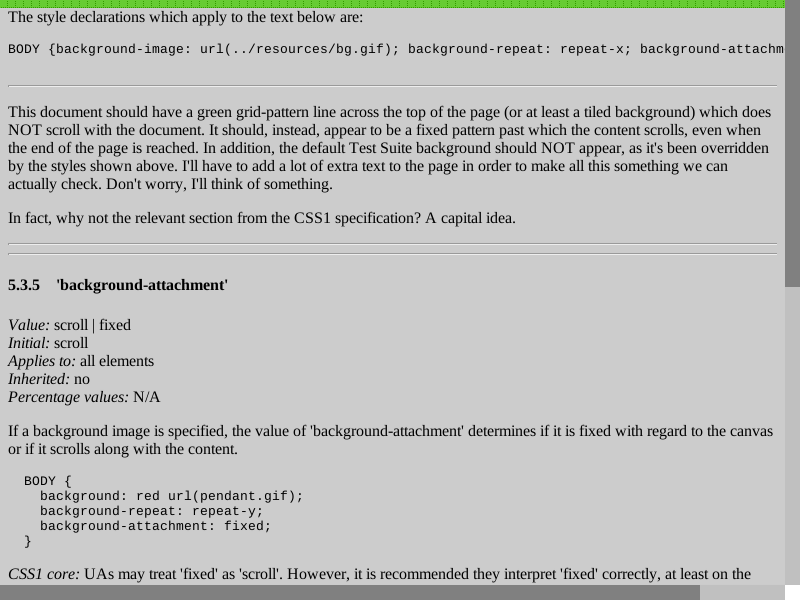 The style declarations which apply to the text below are:
BODY {background-image: url(../resources/bg.gif); background-repeat: repeat-x; background-attachm
This document should have a green grid-pattern line across the top of the page (or at least a tiled background) which does
NOT scroll with the document. It should, instead, appear to be a fixed pattern past which the content scrolls, even when
the end of the page is reached. In addition, the default Test Suite background should NOT appear, as it's been overridden
by the styles shown above. I'll have to add a lot of extra text to the page in order to make all this something we can
actually check. Don't worry, I'll think of something.
In fact, why not the relevant section from the CSS1 specification? A capital idea.
5.3.5 'background-attachment'
Value: scroll | fixed
Initial: scroll
Applies to: all elements
Inherited: no
Percentage values: N/A
If a background image is specified, the value of 'background-attachment' determines if it is fixed with regard to the canvas
or if it scrolls along with the content.
BODY {
background: red url(pendant.gif);
background-repeat: repeat-y;
background-attachment: fixed;
}
CSS1 core: UAs may treat 'fixed' as 'scroll'. However, it is recommended they interpret 'fixed' correctly, at least on the